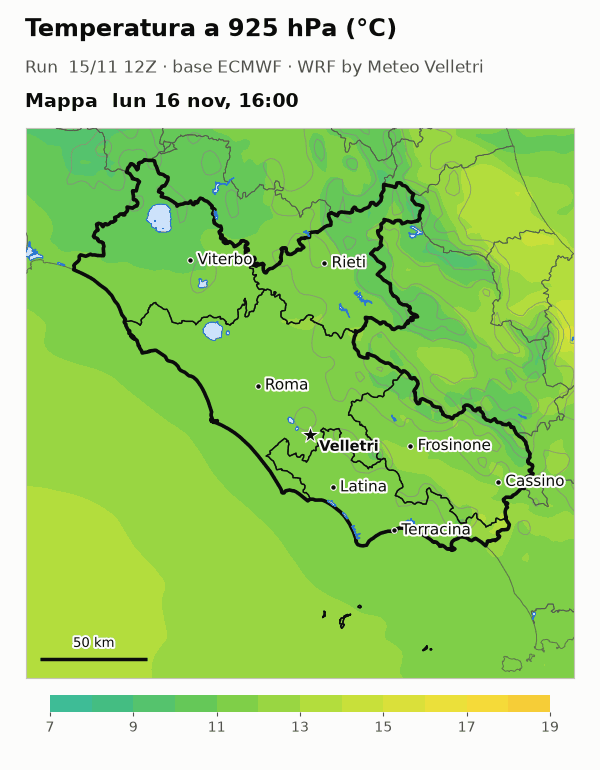 Temperatura a 925 hPa (°C)
Run  15/11 12Z · base ECMWF · WRF by Meteo Velletri
Mappa  lun 16 nov, 16:00
Viterbo
Rieti
Roma
Velletri
Frosinone
Cassino
Latina
Terracina
50 km
7 9 11 13 15 17 19